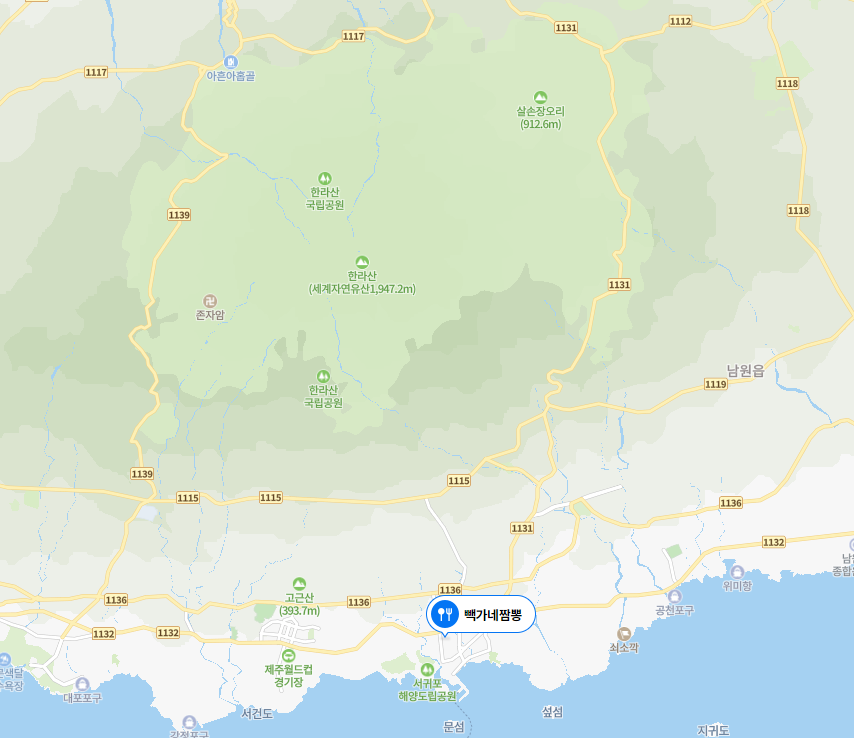 1117
1131
1112
아흔아홉골
1117
1118
살손장오리
(912.6m)
한라산
국립공원
1118
1139
한라산
(세계자연유산1,947.2m)
1131
존자암
남원읍
한라산
국립공원
1119
1139
1115
1115
1115
1136
1131
1132
위미항
고근산
(393.7m)
1136
1136
1136
공천포구
빽가네짬뽕
1132
1132
쇠소깍
제주월드컵
경기장
서귀포
해양도립공원
대포포구
서건도
섶섬
문섬
지귀도
강정포구